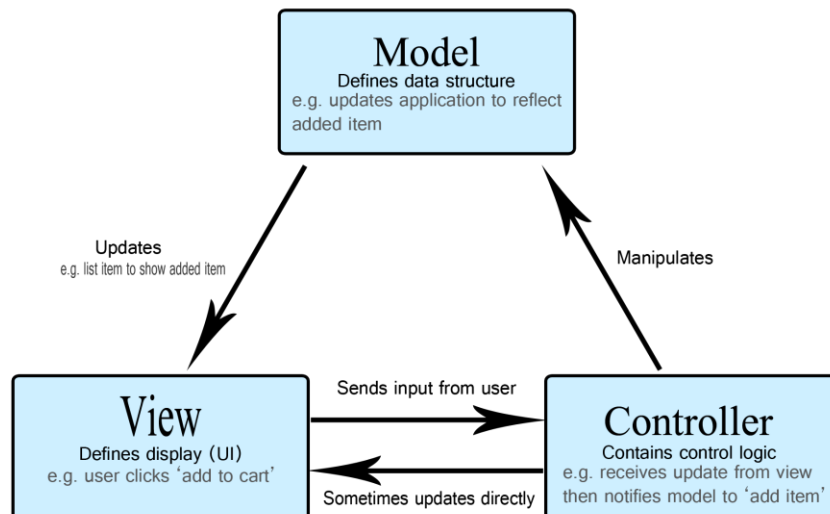 Model
Defines data structure
e.g. updates application to reflect
added item
Updates
e.g. list item to show added item
Manipulates
View
Defines display (UI)
e.g. user clicks ‘add to cart’
Sends input from user
Sometimes updates directly
Controller
Contains control logic
e.g. receives update from view
then notifies model to ‘add item’